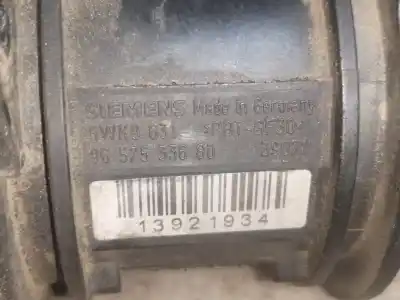 SIEMENS Made in Germany
5WK9 631
96 575 536 80
13921934